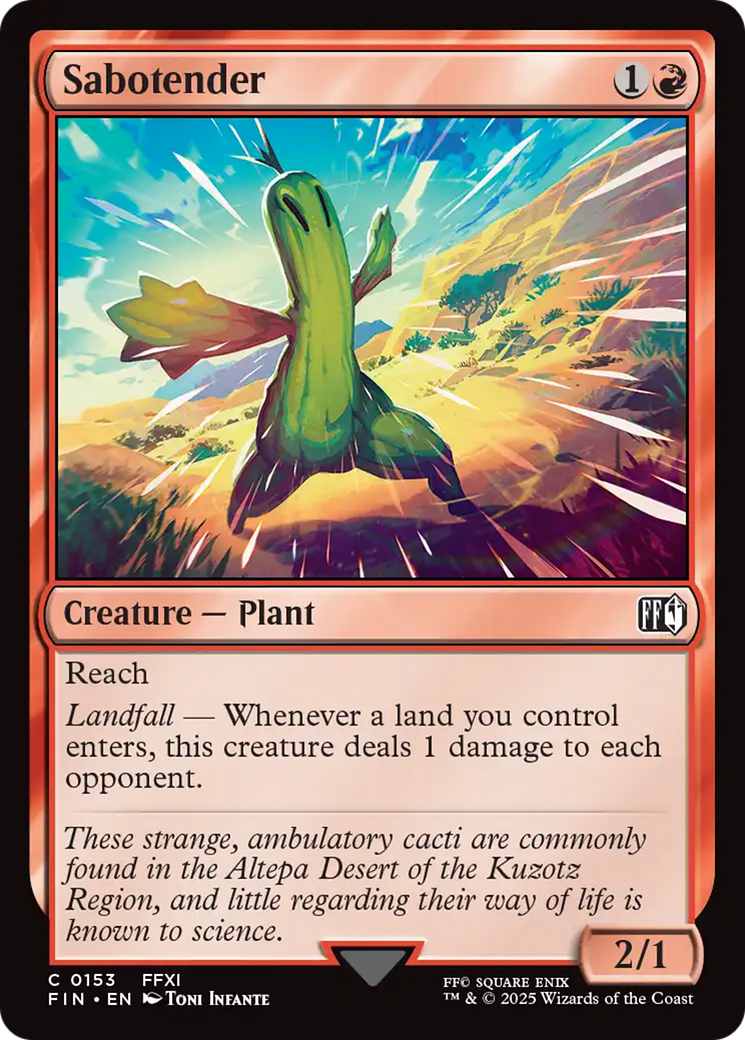 Sabotender 1
Creature — Plant FF
Reach
Landfall — Whenever a land you control
enters, this creature deals 1 damage to each
opponent.
These strange, ambulatory cacti are commonly
found in the Altepa Desert of the Kuzotz
Region, and little regarding their way of life is
known to science.
2/1
C 0153 FFXI
FIN • EN Toni Infante
FF© SQUARE ENIX
™ & © 2025 Wizards of the Coast